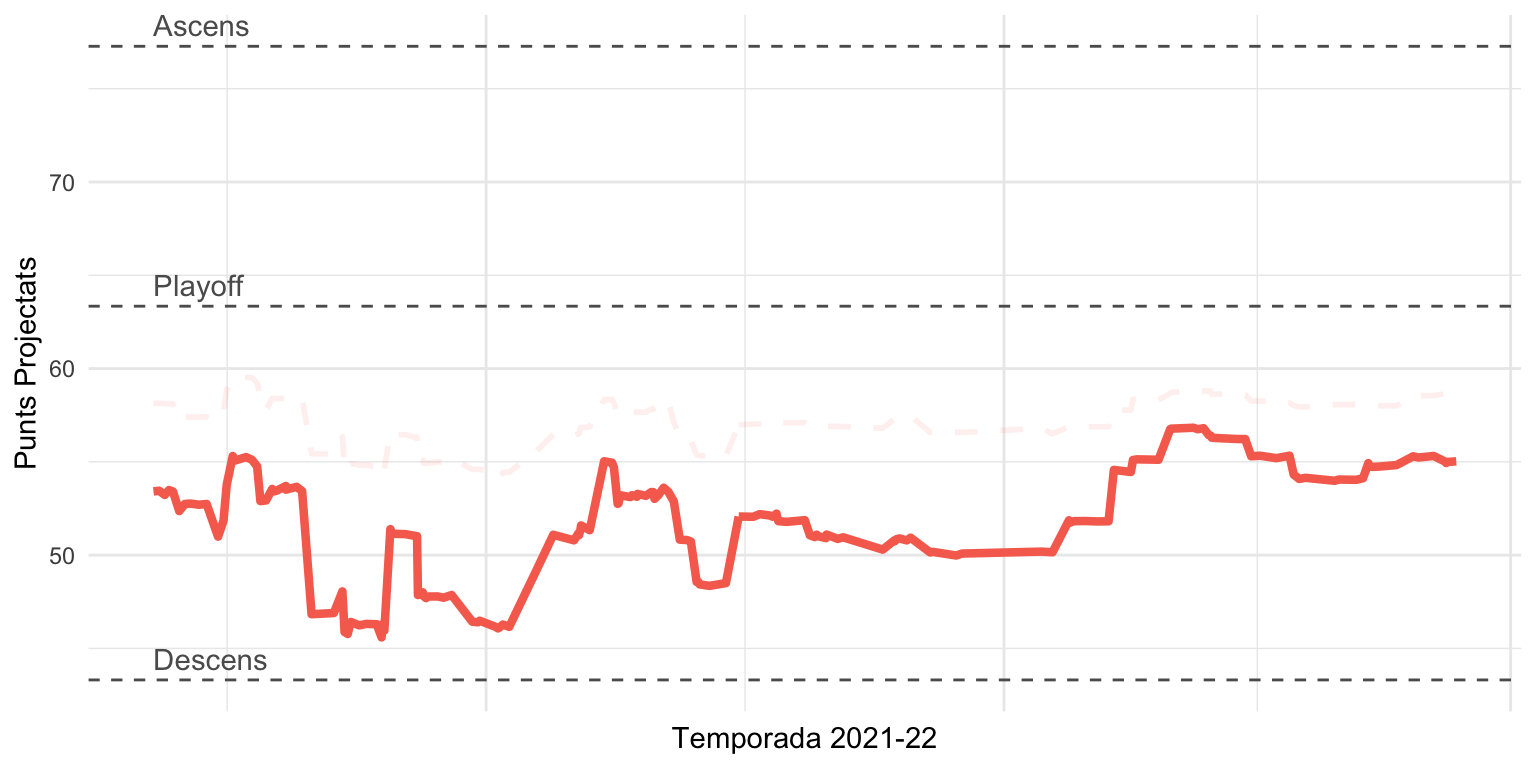 Ascens
70
Playoff
60
50
Descens
Punts Projectats
Temporada 2021-22